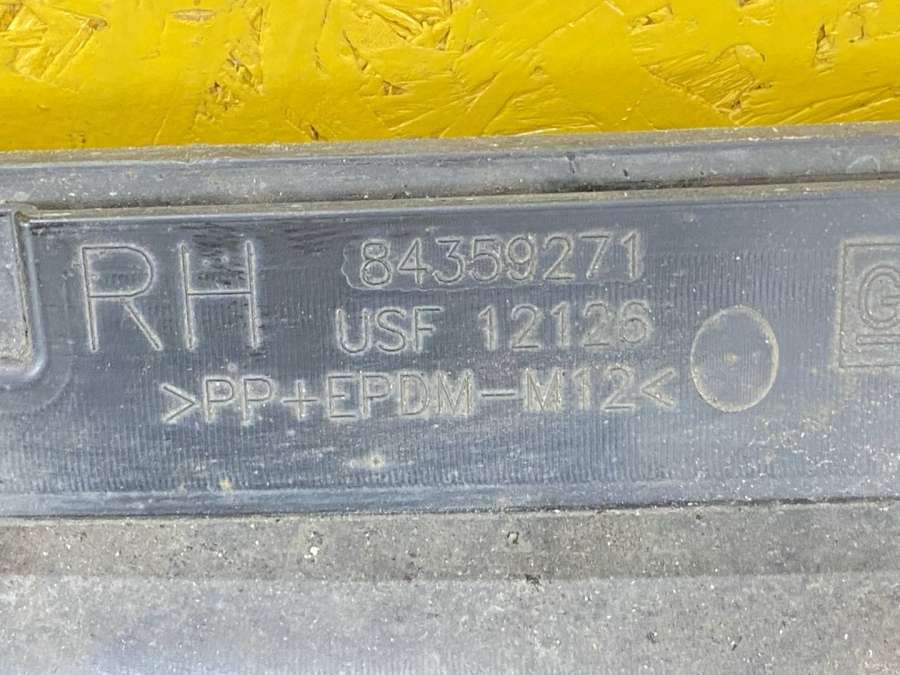 RH
84359271
USF 12126
>PP+EPDM-M12<
G